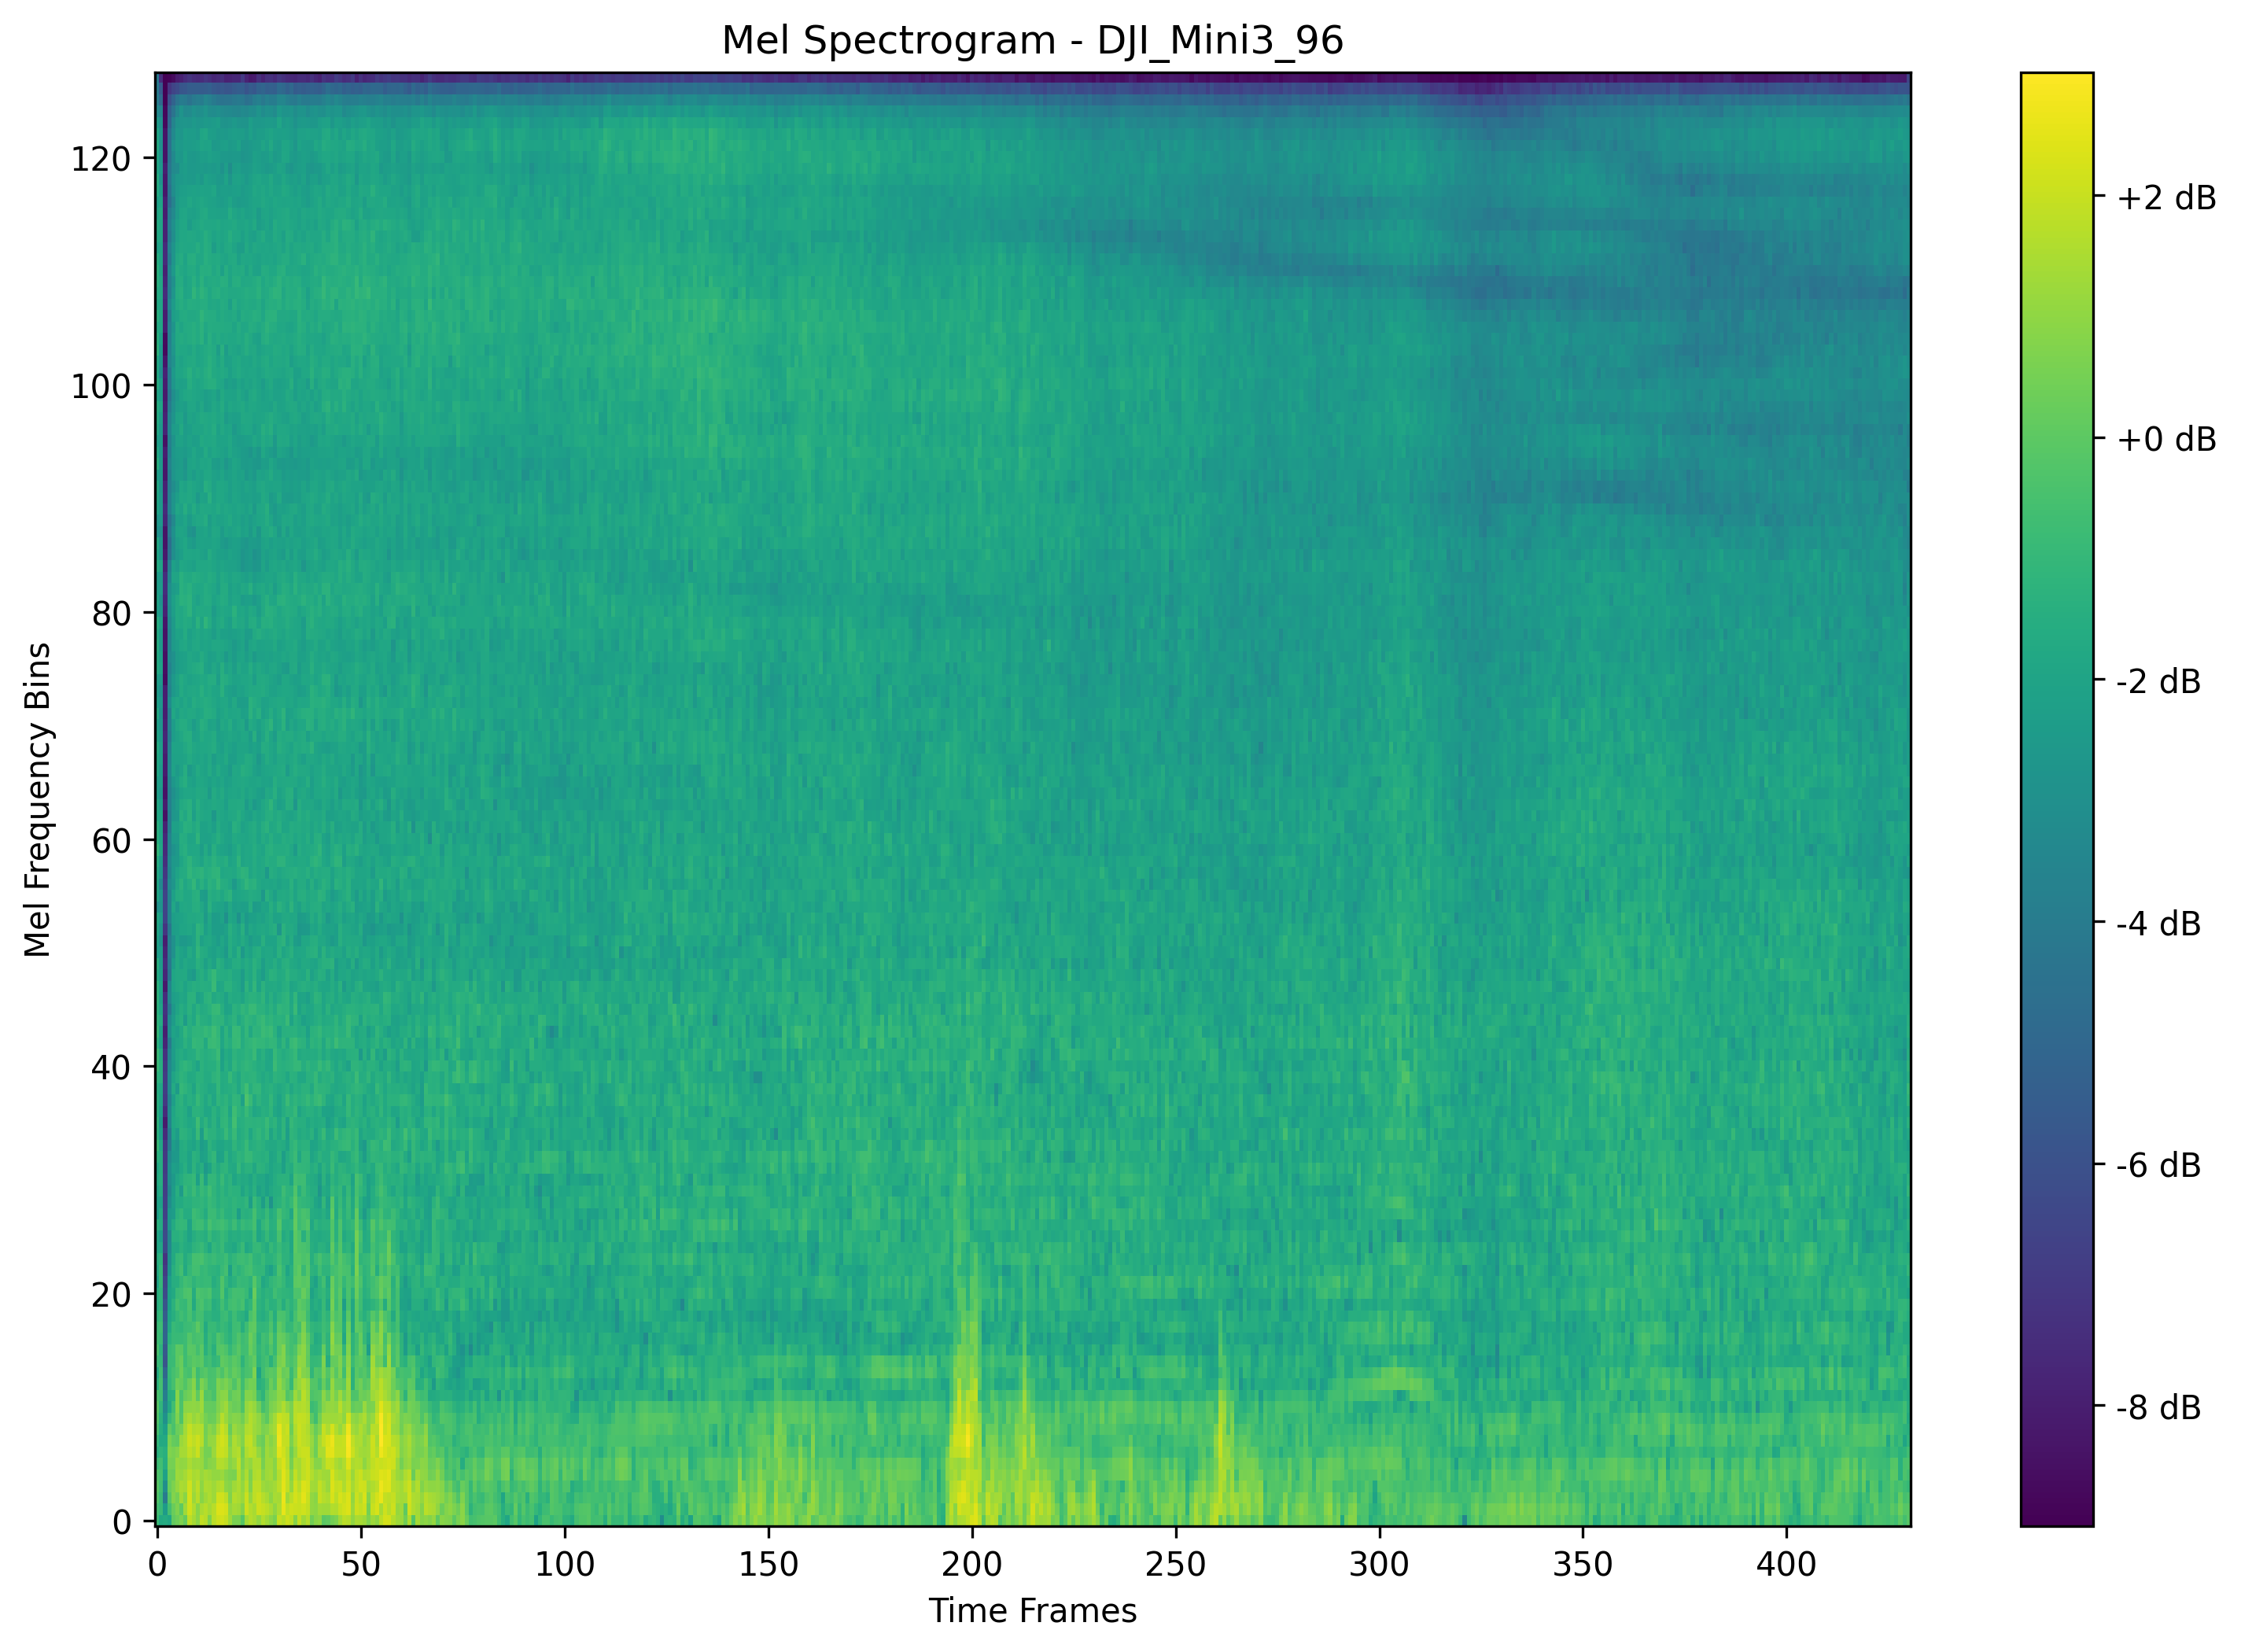 Mel Spectrogram - DJI_Mini3_96
Mel Frequency Bins
120
100
80
60
40
20
0
0 50 100 150 200 250 300 350 400
Time Frames
+2 dB
+0 dB
-2 dB
-4 dB
-6 dB
-8 dB